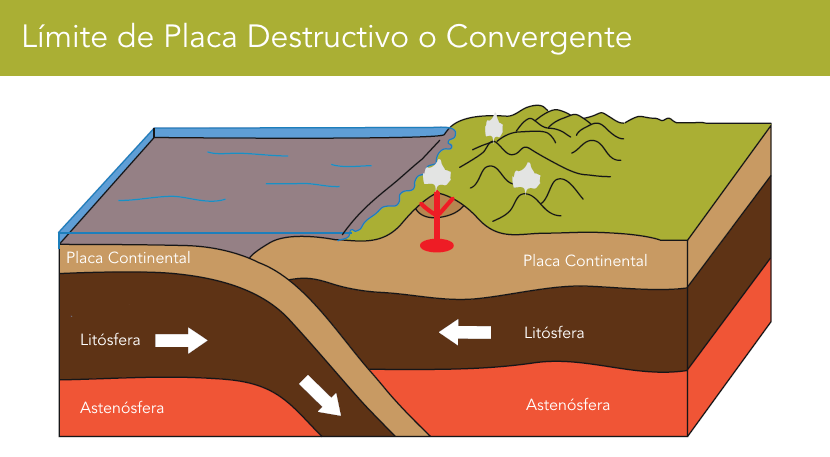 Límite de Placa Destructivo o Convergente
Placa Continental
Placa Continental
Litósfera
Litósfera
Astenósfera
Astenósfera